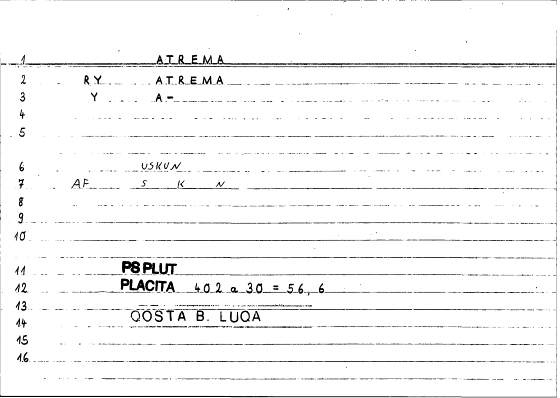 1 ATREMA
2 RY ATREMA
3 Y A-
4
5
6 USKUN
7 AF S K N
8
9
10
11 PS PLUT
12 PLACITA 402 a 30 = 56, 6
13
14 QOSTA B. LUQA
15
16